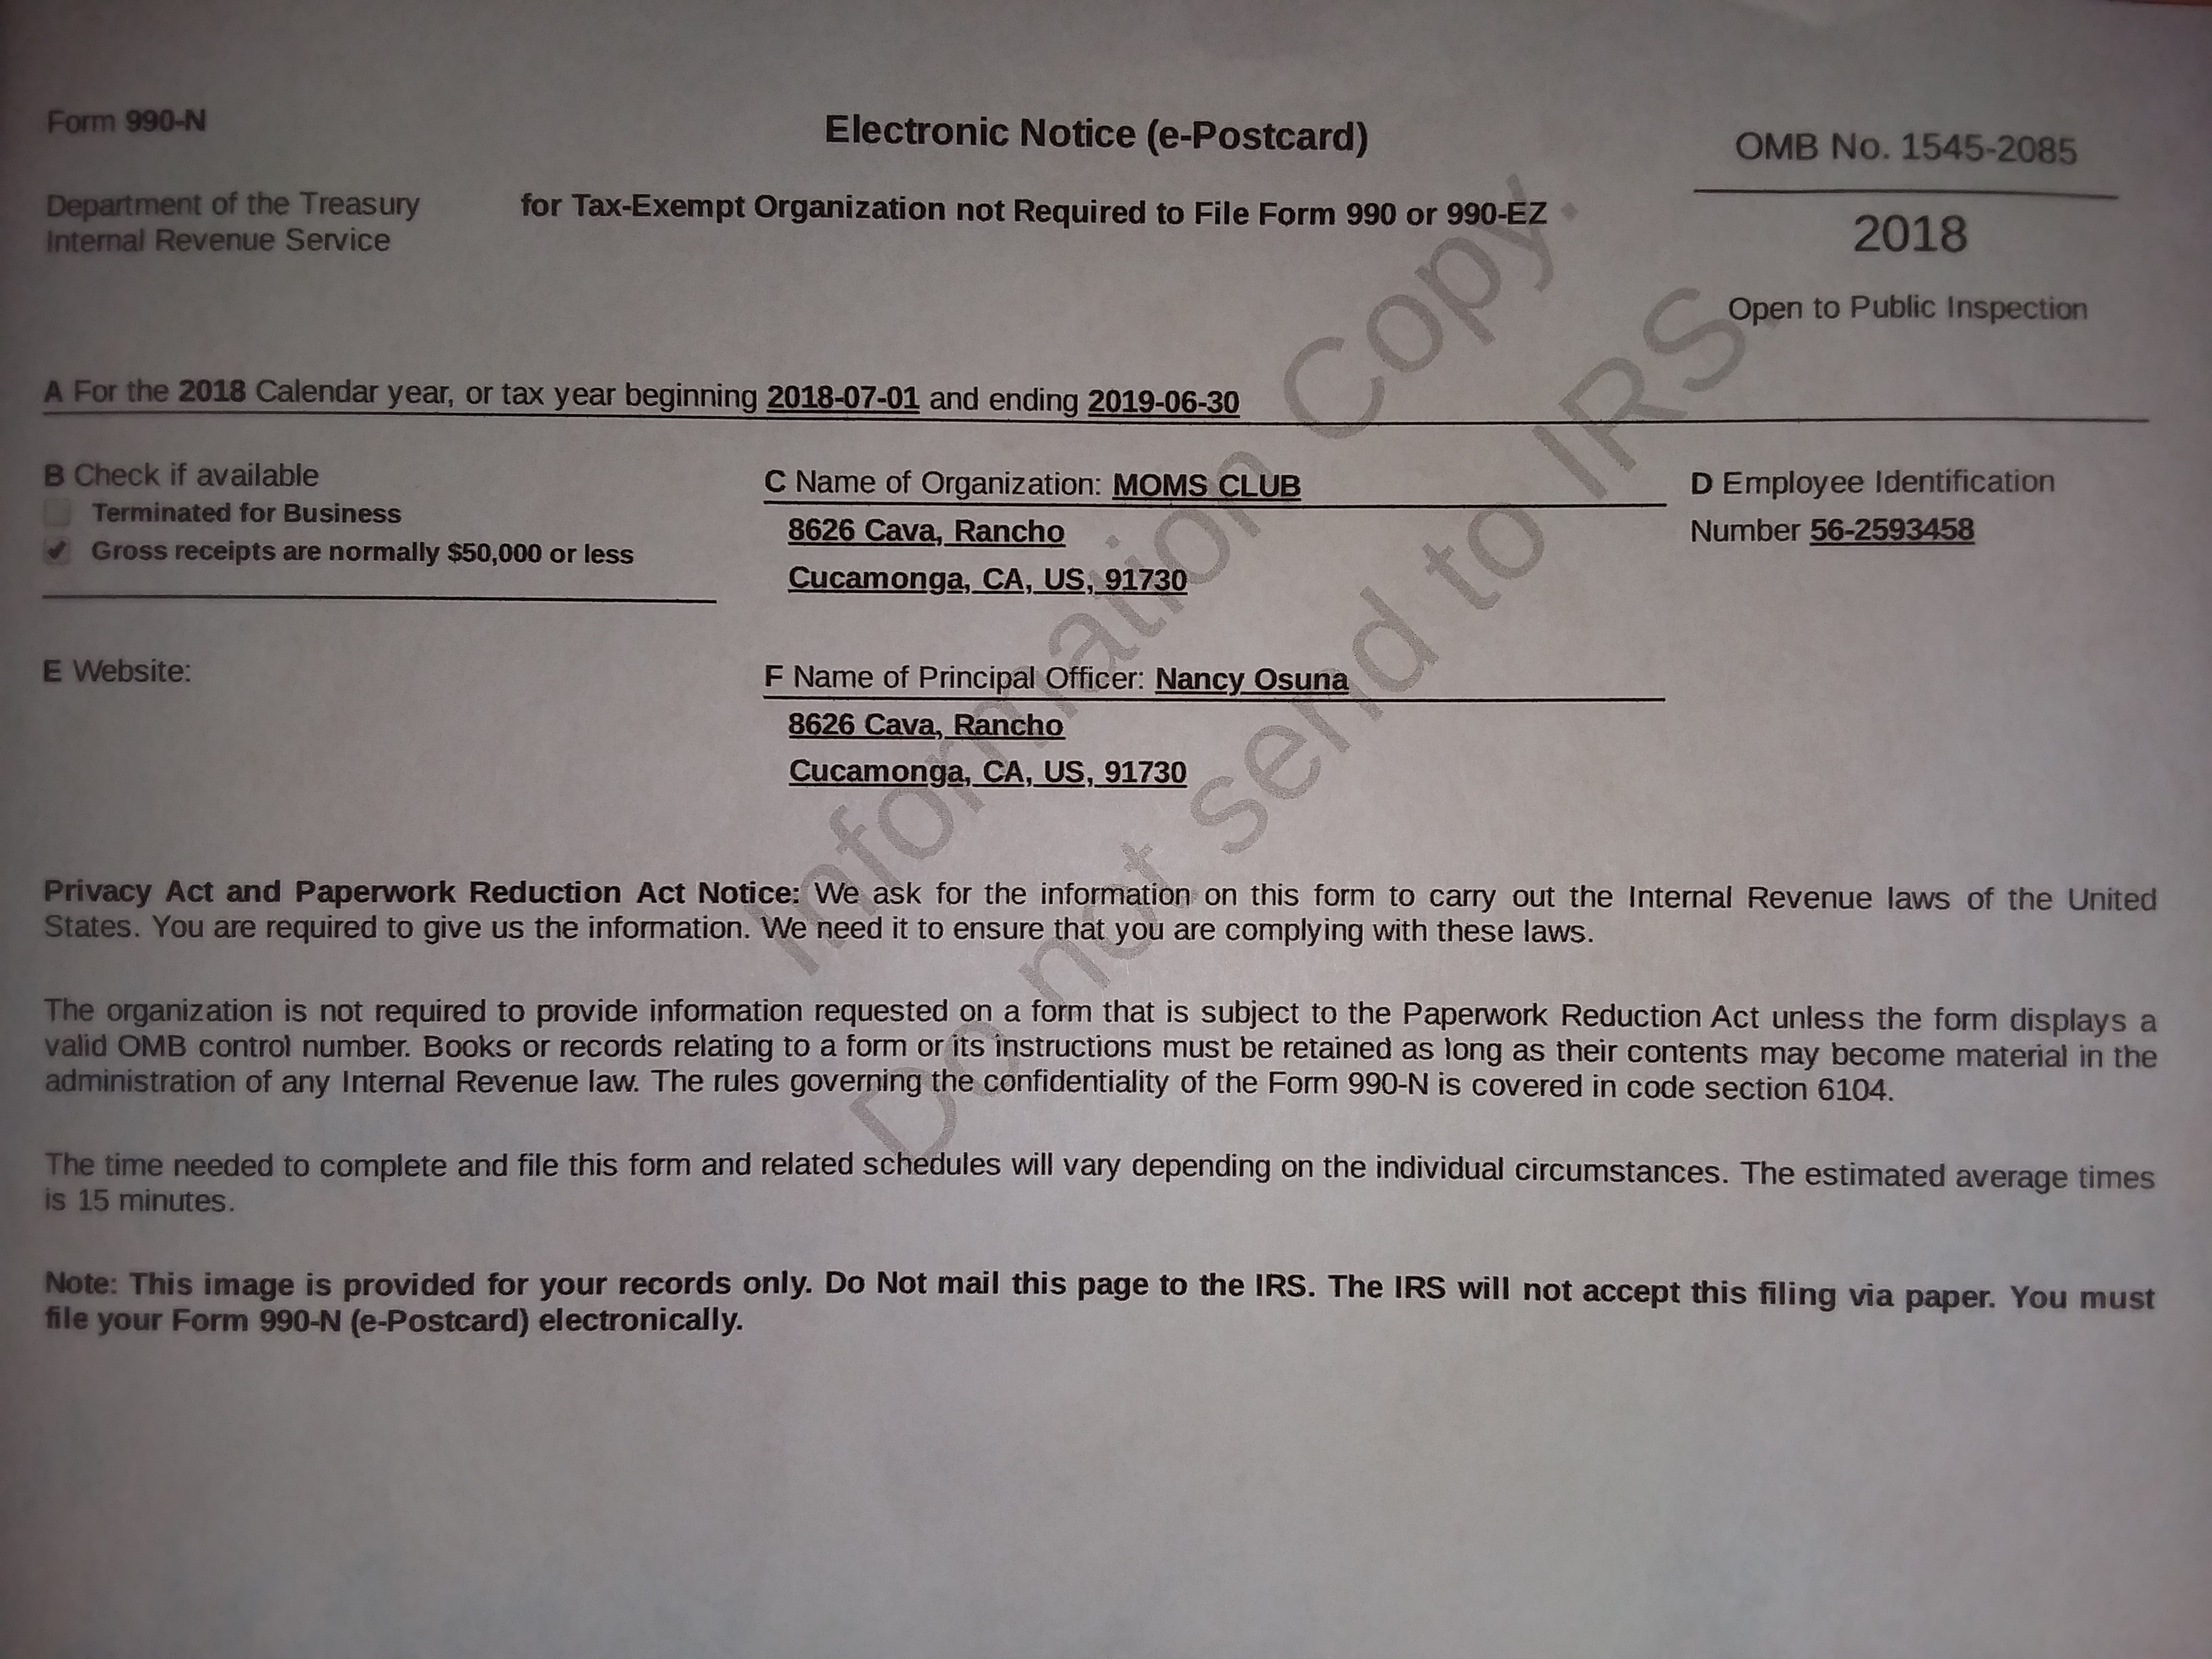 Form 990-N
Electronic Notice (e-Postcard)
OMB No. 1545-2085
Department of the Treasury
Internal Revenue Service
for Tax-Exempt Organization not Required to File Form 990 or 990-EZ
2018
Open to Public Inspection
A For the 2018 Calendar year, or tax year beginning 2018-07-01 and ending 2019-06-30
B Check if available
Terminated for Business
✔ Gross receipts are normally $50,000 or less
C Name of Organization: MOMS CLUB
8626 Cava, Rancho
Cucamonga, CA, US, 91730
D Employee Identification
Number 56-2593458
E Website:
F Name of Principal Officer: Nancy Osuna
8626 Cava, Rancho
Cucamonga, CA, US, 91730
Privacy Act and Paperwork Reduction Act Notice: We ask for the information on this form to carry out the Internal Revenue laws of the United
States. You are required to give us the information. We need it to ensure that you are complying with these laws.
The organization is not required to provide information requested on a form that is subject to the Paperwork Reduction Act unless the form displays a
valid OMB control number. Books or records relating to a form or its instructions must be retained as long as their contents may become material in the
administration of any Internal Revenue law. The rules governing the confidentiality of the Form 990-N is covered in code section 6104.
The time needed to complete and file this form and related schedules will vary depending on the individual circumstances. The estimated average times
is 15 minutes.
Note: This image is provided for your records only. Do Not mail this page to the IRS. The IRS will not accept this filing via paper. You must
file your Form 990-N (e-Postcard) electronically.
Information Copy.
Do not send to IRS